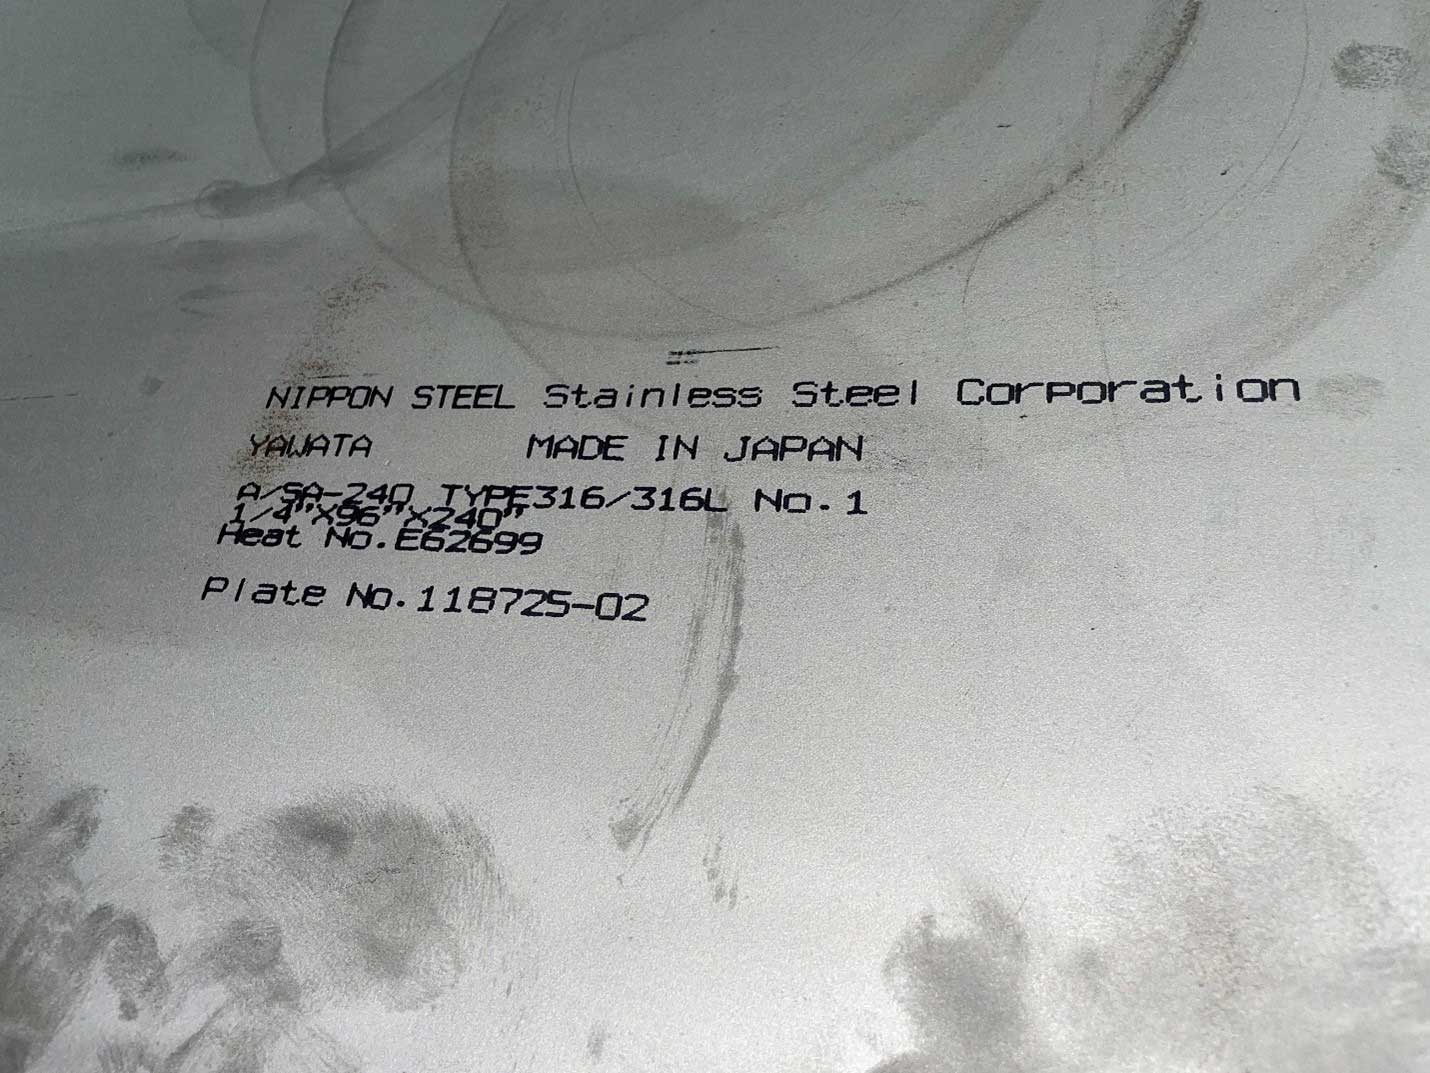 NIPPON STEEL Stainless Steel Corporation
YAWATA MADE IN JAPAN
A/SA-240 TYPE316/316L No.1
1/4"X96"X240"
Heat No.E62699
Plate No.118725-02